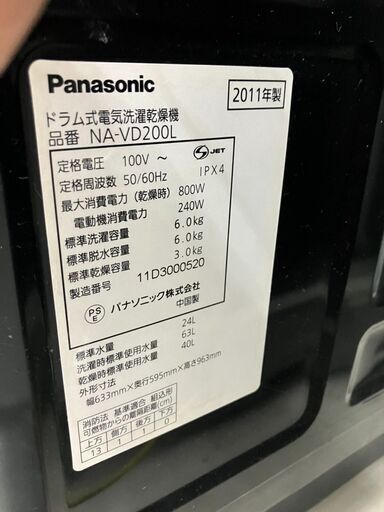 Panasonic
2011年製
ドラム式電気洗濯乾燥機
品番 NA-VD200L
定格電圧 100V ～
S JET
定格周波数 50/60Hz IPX4
最大消費電力(乾燥時) 800W
電動機消費電力 240W
標準洗濯容量 6.0kg
標準脱水容量 6.0kg
標準乾燥容量 3.0kg
製造番号 11D3000520
PS
E
パナソニック株式会社
中国製
標準水量 24L
洗濯時標準使用水量 63L
乾燥時標準使用水量 40L
外形寸法
幅633mm×奥行595mm×高さ963mm
消防法 基準適合 組込形
可燃物からの離隔距離(cm)
上方 側方 後方 下方
13 1 1 0